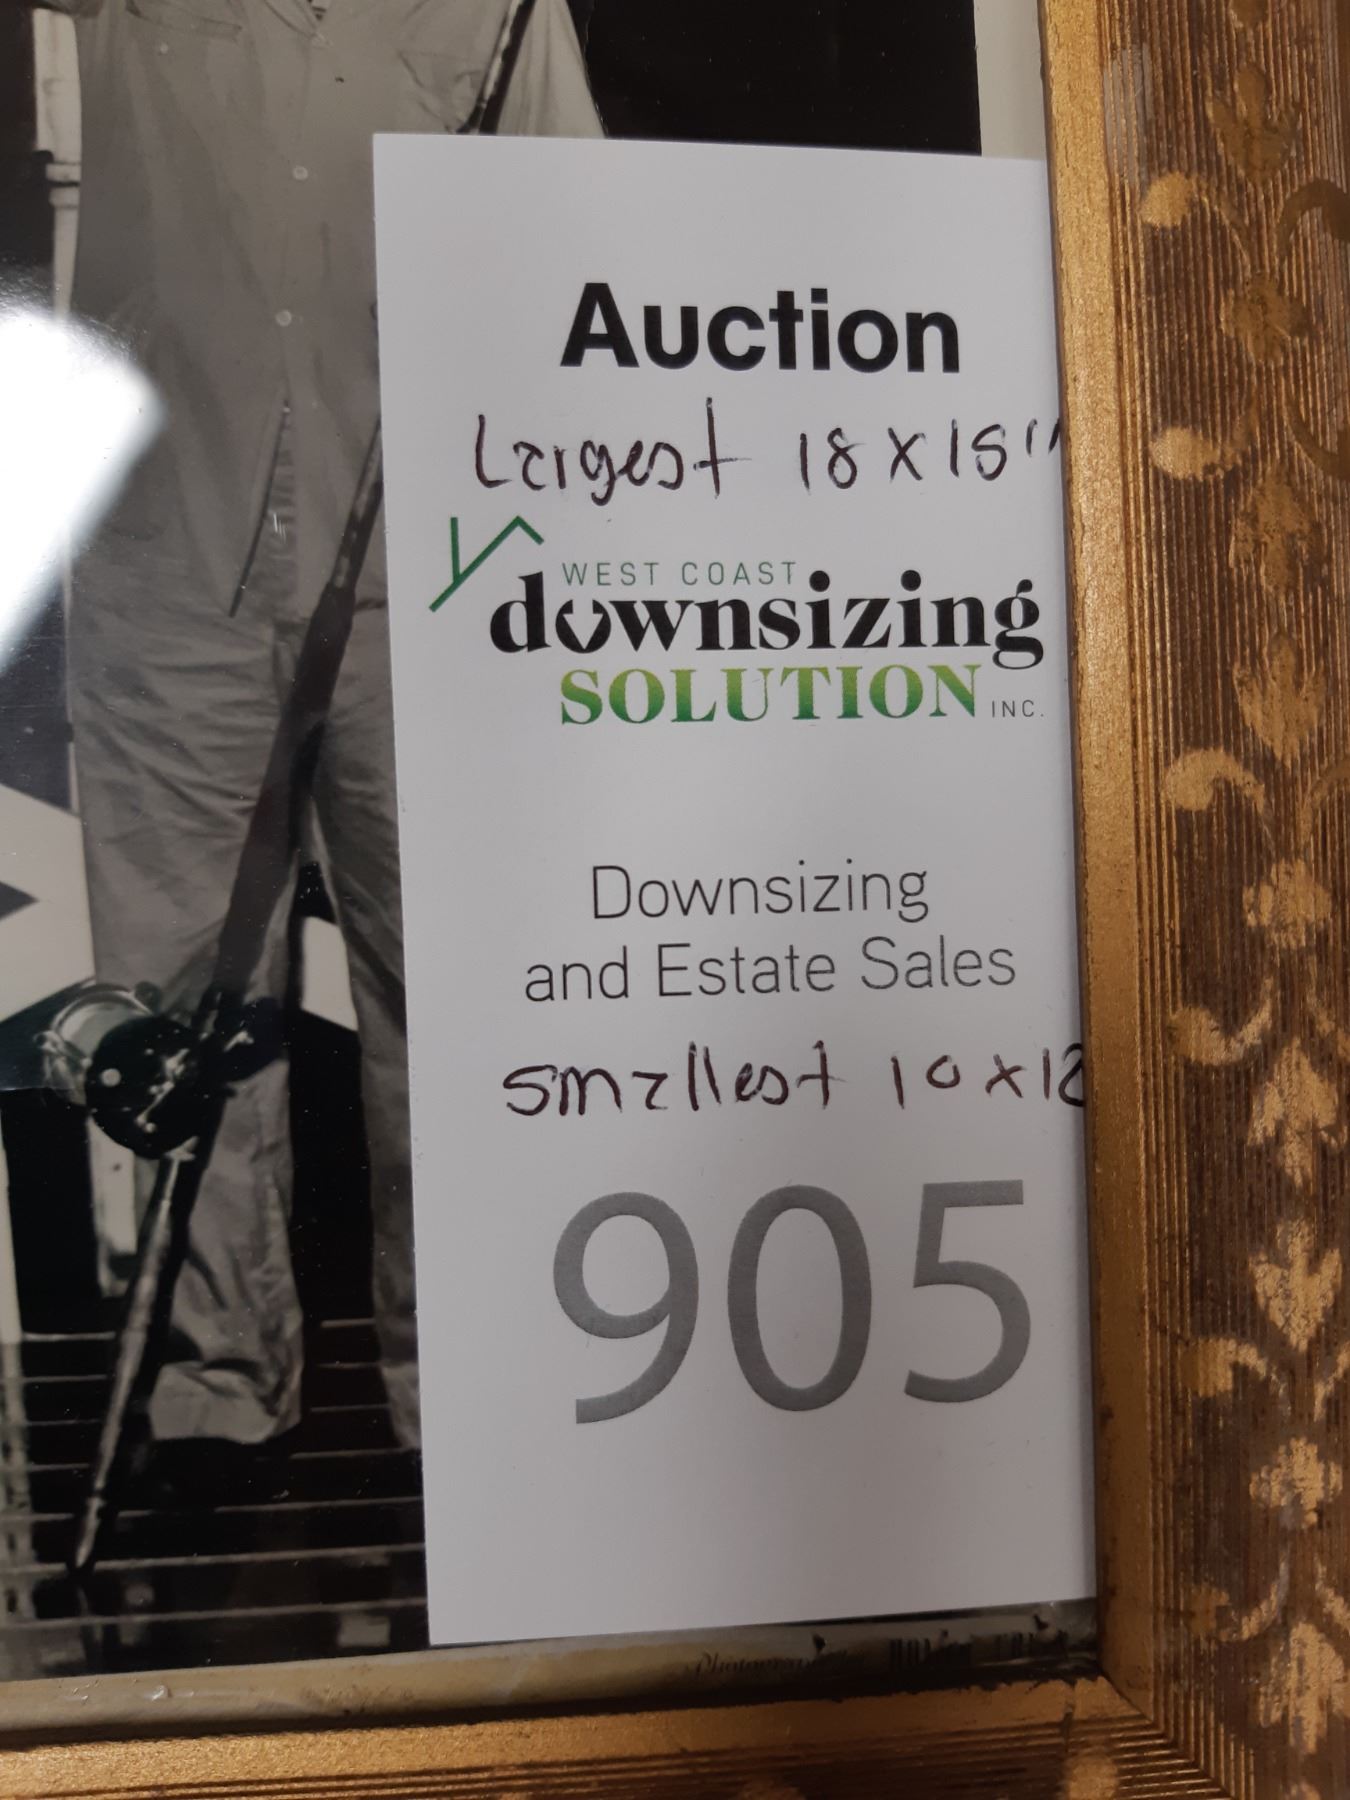 Auction
Largest 18 x 15"
WEST COAST
downsizing
SOLUTION INC.
Downsizing
and Estate Sales
Smallest 10 x 12
905